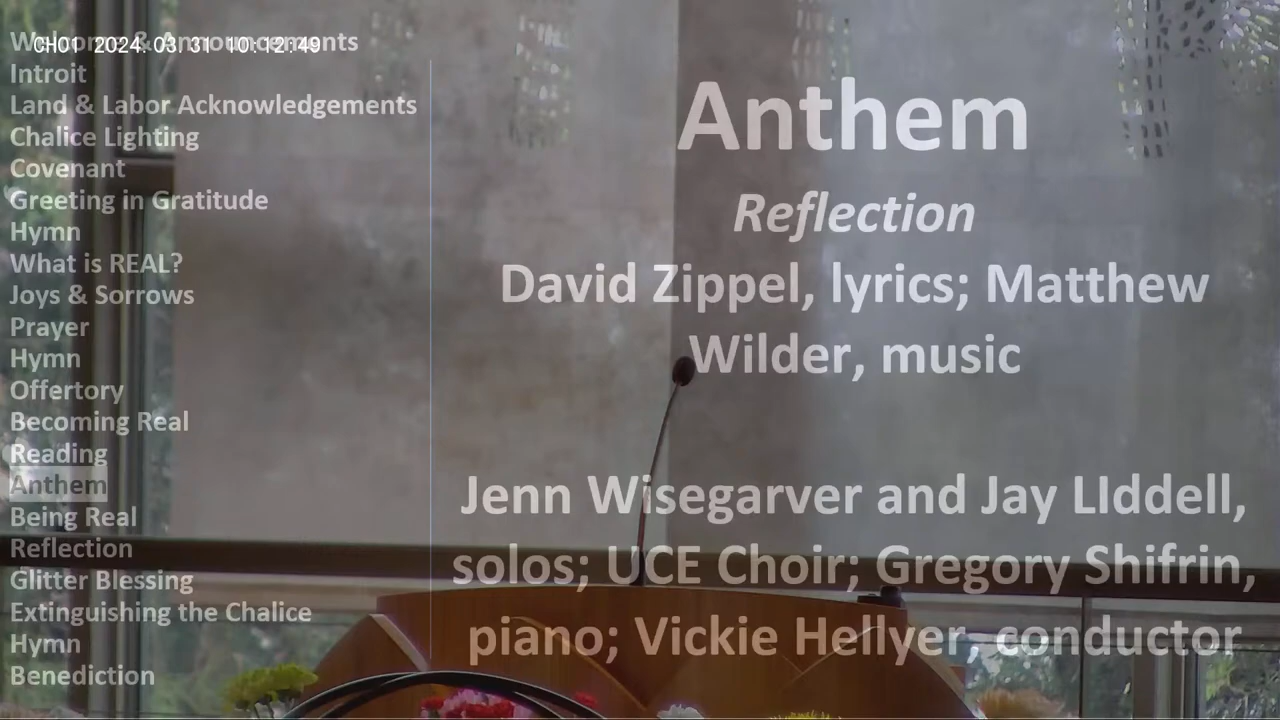 CH01 2024.03.31 10:12:49
Welcome & Announcements
Introit
Land & Labor Acknowledgements
Chalice Lighting
Covenant
Greeting in Gratitude
Hymn
What is REAL?
Joys & Sorrows
Prayer
Hymn
Offertory
Becoming Real
Reading
Anthem
Being Real
Reflection
Glitter Blessing
Extinguishing the Chalice
Hymn
Benediction
Anthem
Reflection
David Zippel, lyrics; Matthew
Wilder, music
Jenn Wisegarver and Jay LIddell,
solos; UCE Choir; Gregory Shifrin,
piano; Vickie Hellyer, conductor